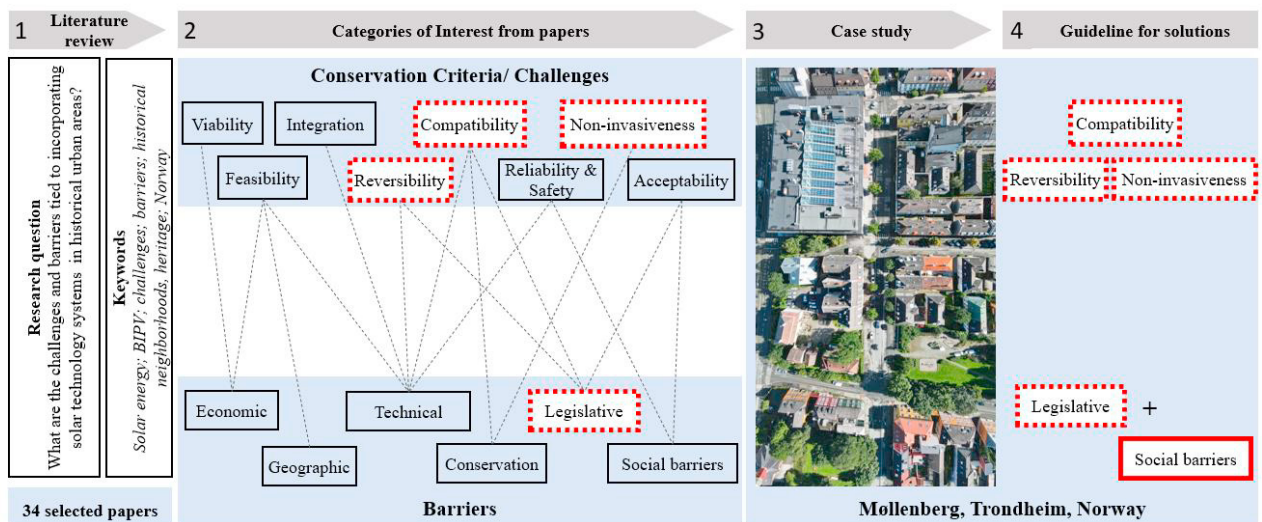 1
Literature
review
2
Categories of Interest from papers
3
Case study
4
Guideline for solutions
Research question
What are the challenges and barriers tied to incorporating
solar technology systems in historical urban areas?
Keywords
Solar energy; BIPV; challenges; barriers; historical
neighborhoods, heritage; Norway
34 selected papers
Conservation Criteria/ Challenges
Viability
Integration
Compatibility
Non-invasiveness
Feasibility
Reversibility
Reliability &
Safety
Acceptability
Economic
Technical
Legislative
Geographic
Conservation
Social barriers
Barriers
Møllenberg, Trondheim, Norway
Compatibility
Reversibility
Non-invasiveness
Legislative
+
Social barriers